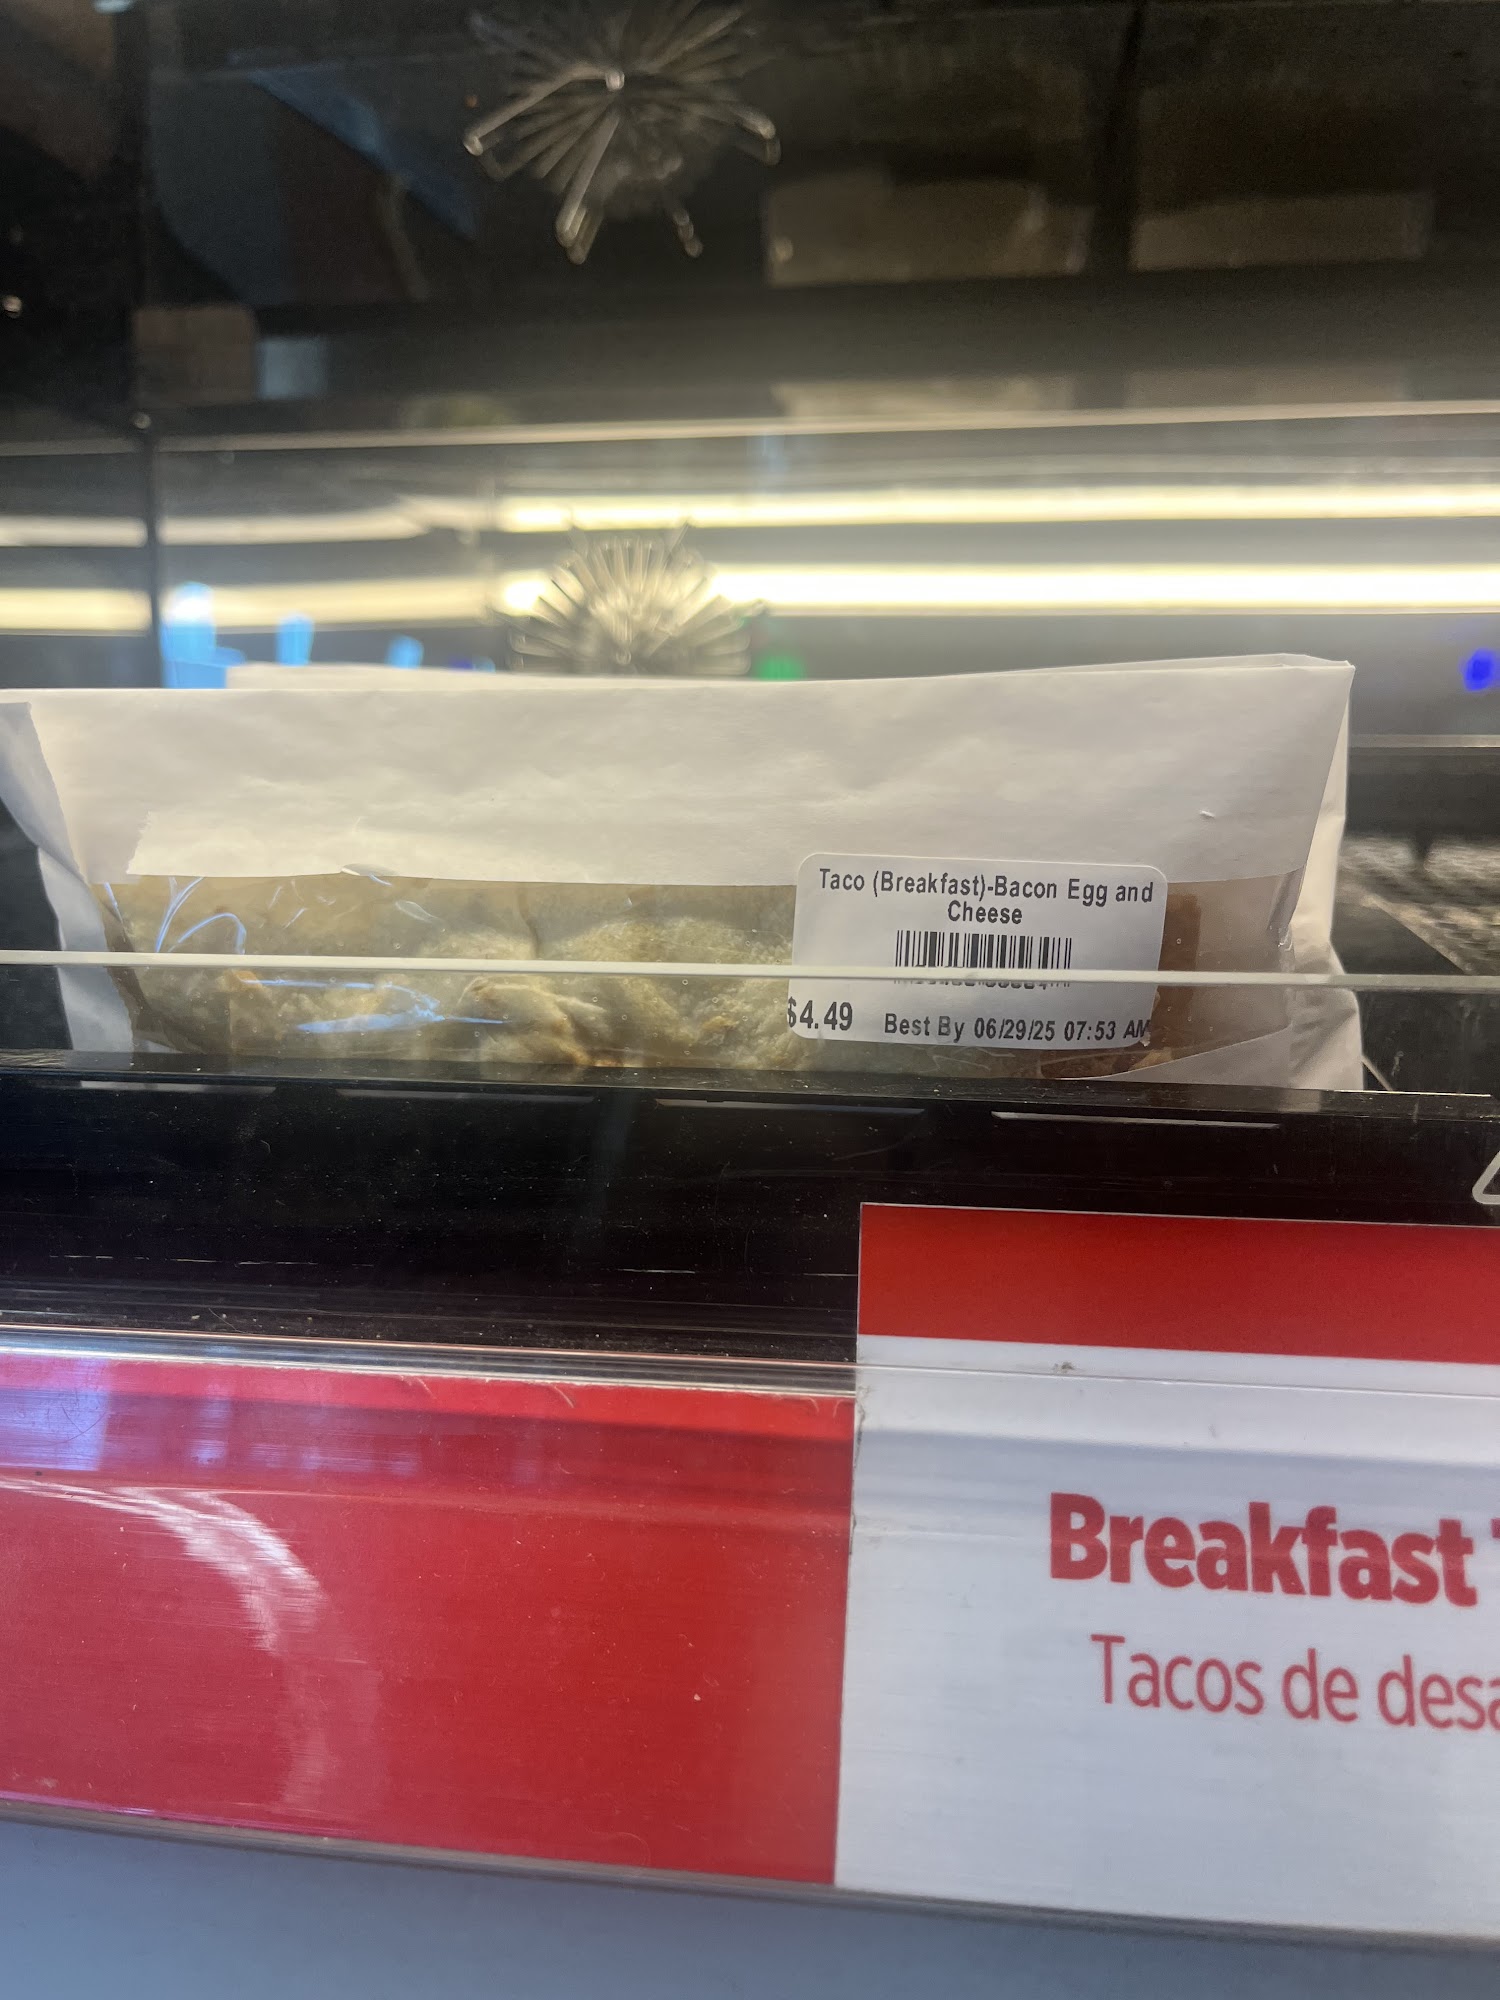 Taco (Breakfast)-Bacon Egg and
Cheese
$4.49 Best By 06/29/25 07:53 AM
Breakfast
Tacos de